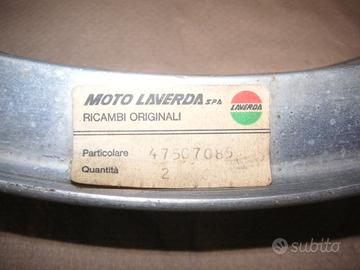 MOTO LAVERDA SPA
LAVERDA
RICAMBI ORIGINALI
Particolare 47507085
Quantità 2
subito